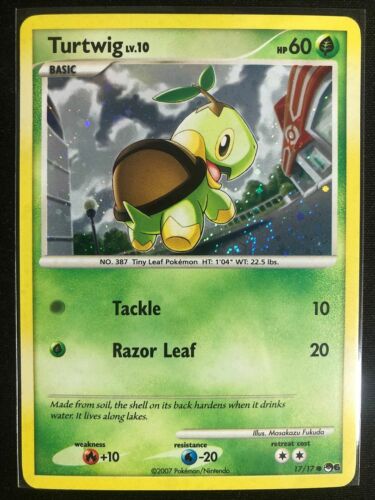 Turtwig LV.10 HP 60
BASIC
NO. 387 Tiny Leaf Pokémon HT: 1'04" WT: 22.5 lbs.
Tackle 10
Razor Leaf 20
Made from soil, the shell on its back hardens when it drinks
water. It lives along lakes.
Illus. Masakazu Fukuda
weakness resistance retreat cost
+10 -20
©2007 Pokémon/Nintendo 17/17 6